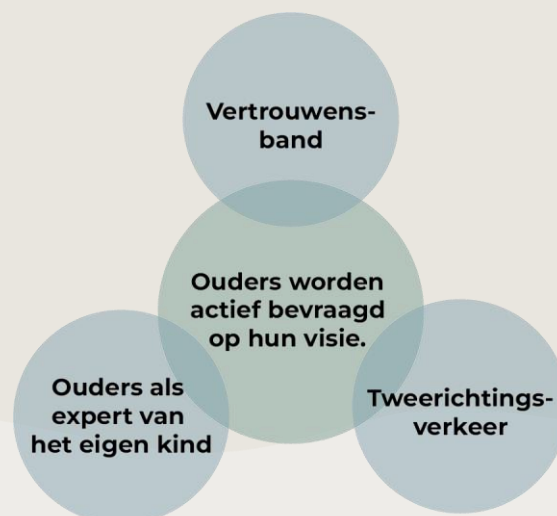 Vertrouwens-
band
Ouders worden
actief bevraagd
op hun visie.
Ouders als
expert van
het eigen kind
Tweerichtings-
verkeer